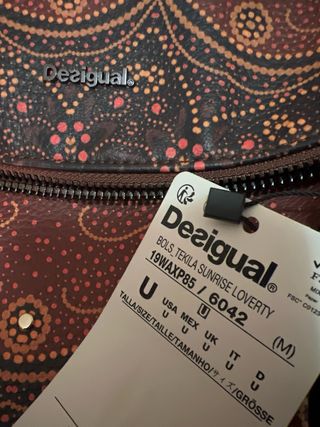 Desigual.
Desigual.
BOLS_TEKILA SUNRISE LOVERTY
19WAXP85 / 6042
U (M)
U
USA MEX UK IT D
U U U U U
TALLA/SIZE/TAILLE/TAMANHO/サイズ/GRÖSSE